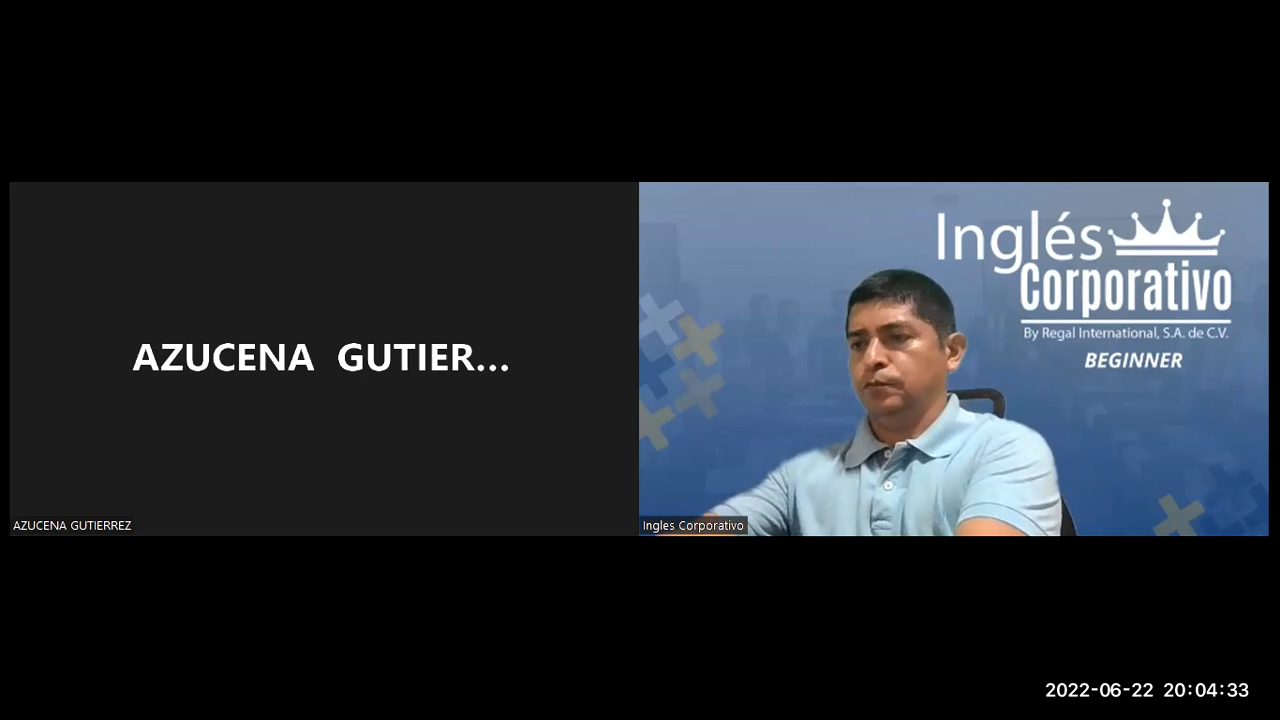 AZUCENA GUTIER...
AZUCENA GUTIERREZ
Inglés
Corporativo
By Regal International, S.A. de C.V.
BEGINNER
Ingles Corporativo
2022-06-22 20:04:33